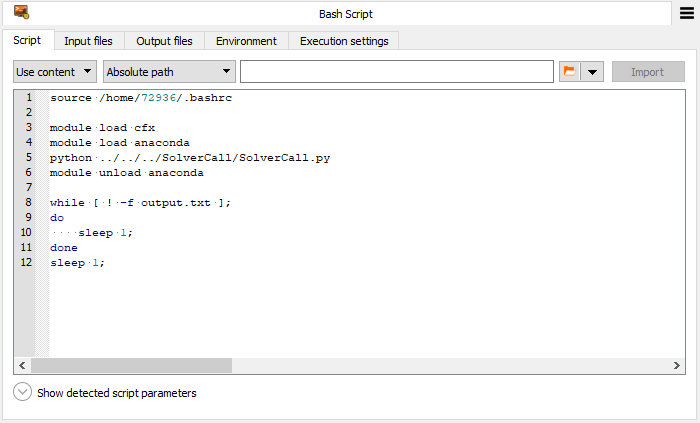 Bash Script
Script Input files Output files Environment Execution settings
Use content Absolute path Import
1 source /home/72936/.bashrc
2
3 module load cfx
4 module load anaconda
5 python ../../../SolverCall/SolverCall.py
6 module unload anaconda
7
8 while [ ! -f output.txt ];
9 do
10 sleep 1;
11 done
12 sleep 1;
Show detected script parameters